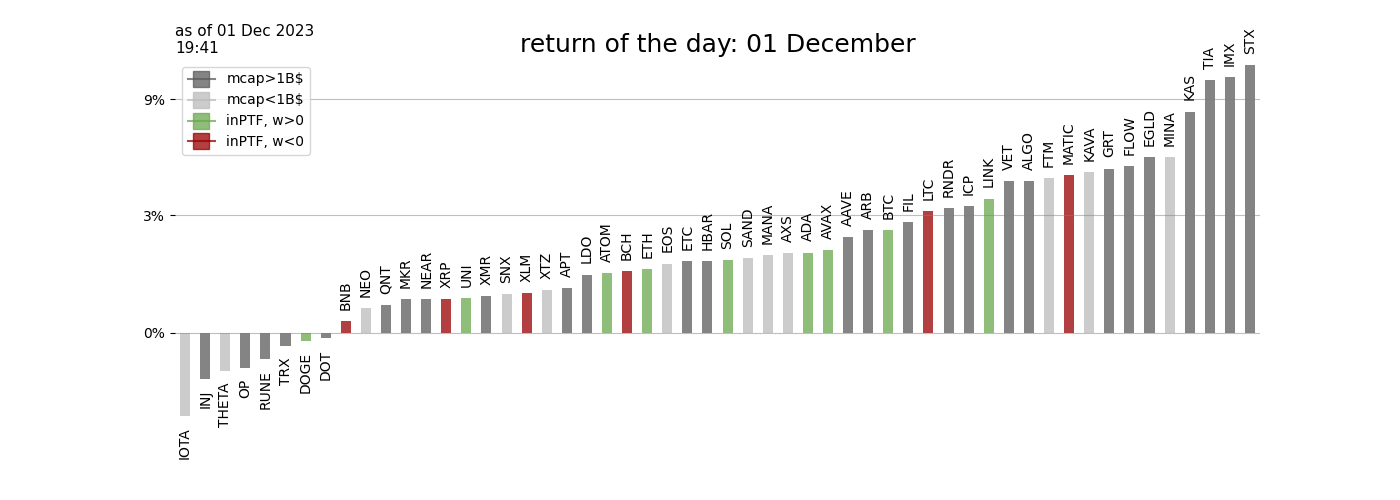 as of 01 Dec 2023
19:41
return of the day: 01 December
mcap>1B$
mcap<1B$
inPTF, w>0
inPTF, w<0
9%
3%
0%
IOTA
INJ
THETA
OP
RUNE
TRX
DOGE
DOT
BNB
NEO
QNT
MKR
NEAR
XRP
UNI
XMR
SNX
XLM
XTZ
APT
LDO
ATOM
BCH
ETH
EOS
ETC
HBAR
SOL
SAND
MANA
AXS
ADA
AVAX
AAVE
ARB
BTC
FIL
LTC
RNDR
ICP
LINK
VET
ALGO
FTM
MATIC
KAVA
GRT
FLOW
EGLD
MINA
KAS
TIA
IMX
STX